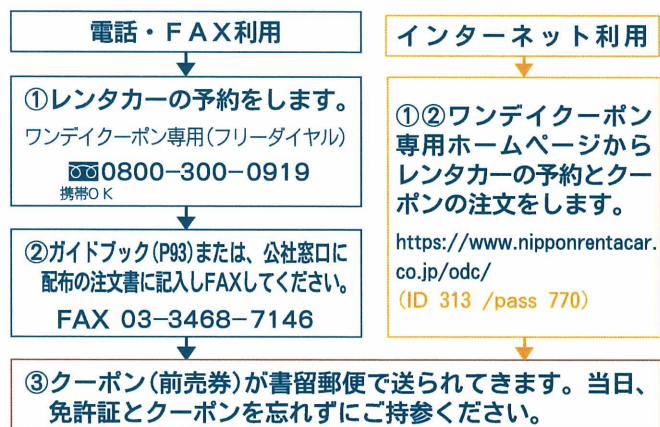 電話・FAX利用
①レンタカーの予約をします。
ワンデイクーポン専用(フリーダイヤル)
0800-300-0919
携帯OK
②ガイドブック(P93)または、公社窓口に
配布の注文書に記入しFAXしてください。
FAX 03-3468-7146
インターネット利用
①②ワンデイクーポン
専用ホームページから
レンタカーの予約とクー
ポンの注文をします。
https://www.nipponrentacar.
co.jp/odc/
(ID 313 /pass 770)
③クーポン(前売券)が書留郵便で送られてきます。当日、
免許証とクーポンを忘れずにご持参ください。